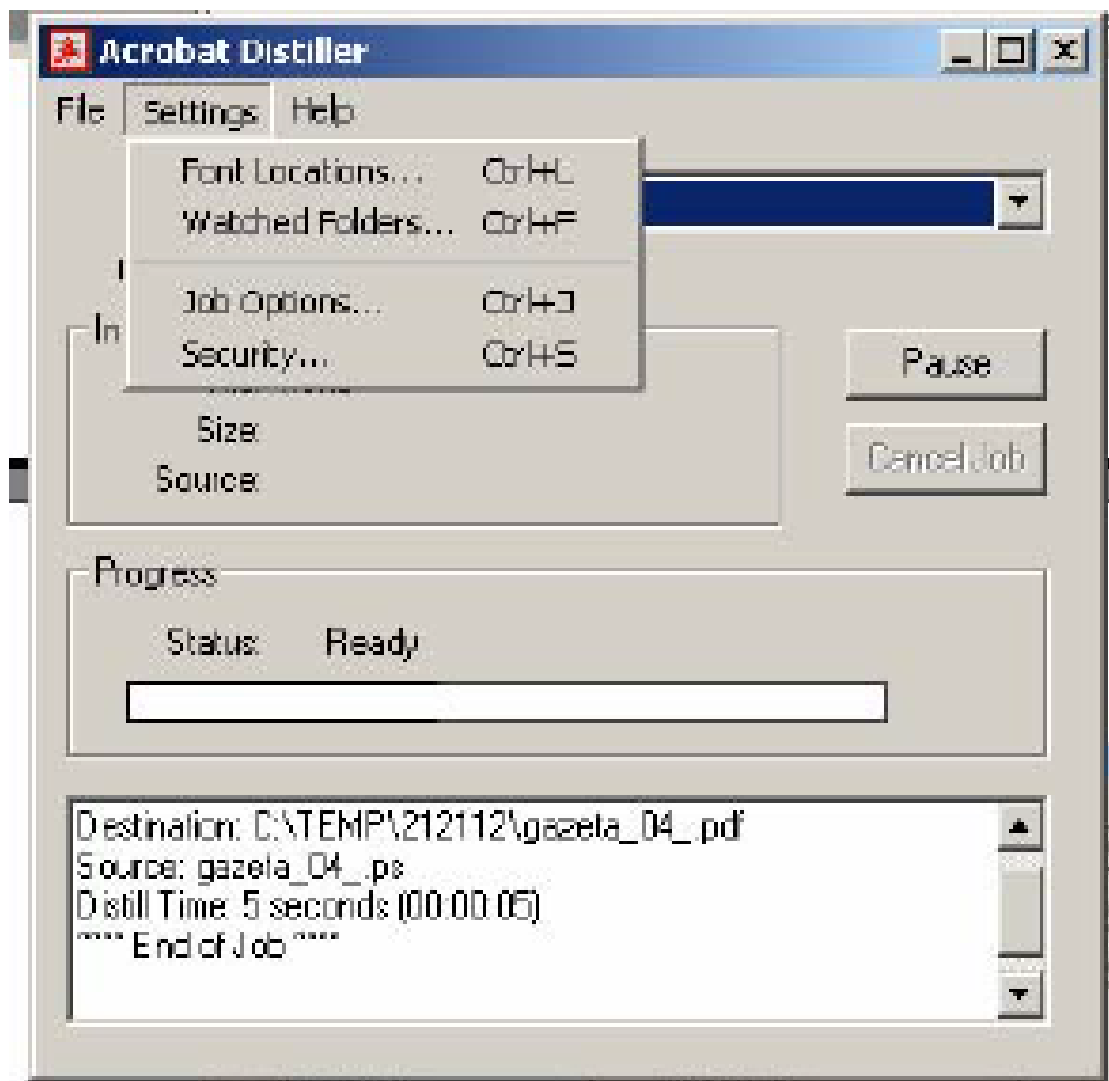 Acrobat Distiller
File Settings Help
Font Locations... Ctrl+L
Watched Folders... Ctrl+F
Job Options... Ctrl+J
Security... Ctrl+S
In
Size:
Source:
Pause
Cancel Job
Progress
Status: Ready
Destination: C:\TEMP\212112\gazeta_04_.pdf
Source: gazeta_04_.ps
Distill Time: 5 seconds (00:00:05)
**** End of Job ****